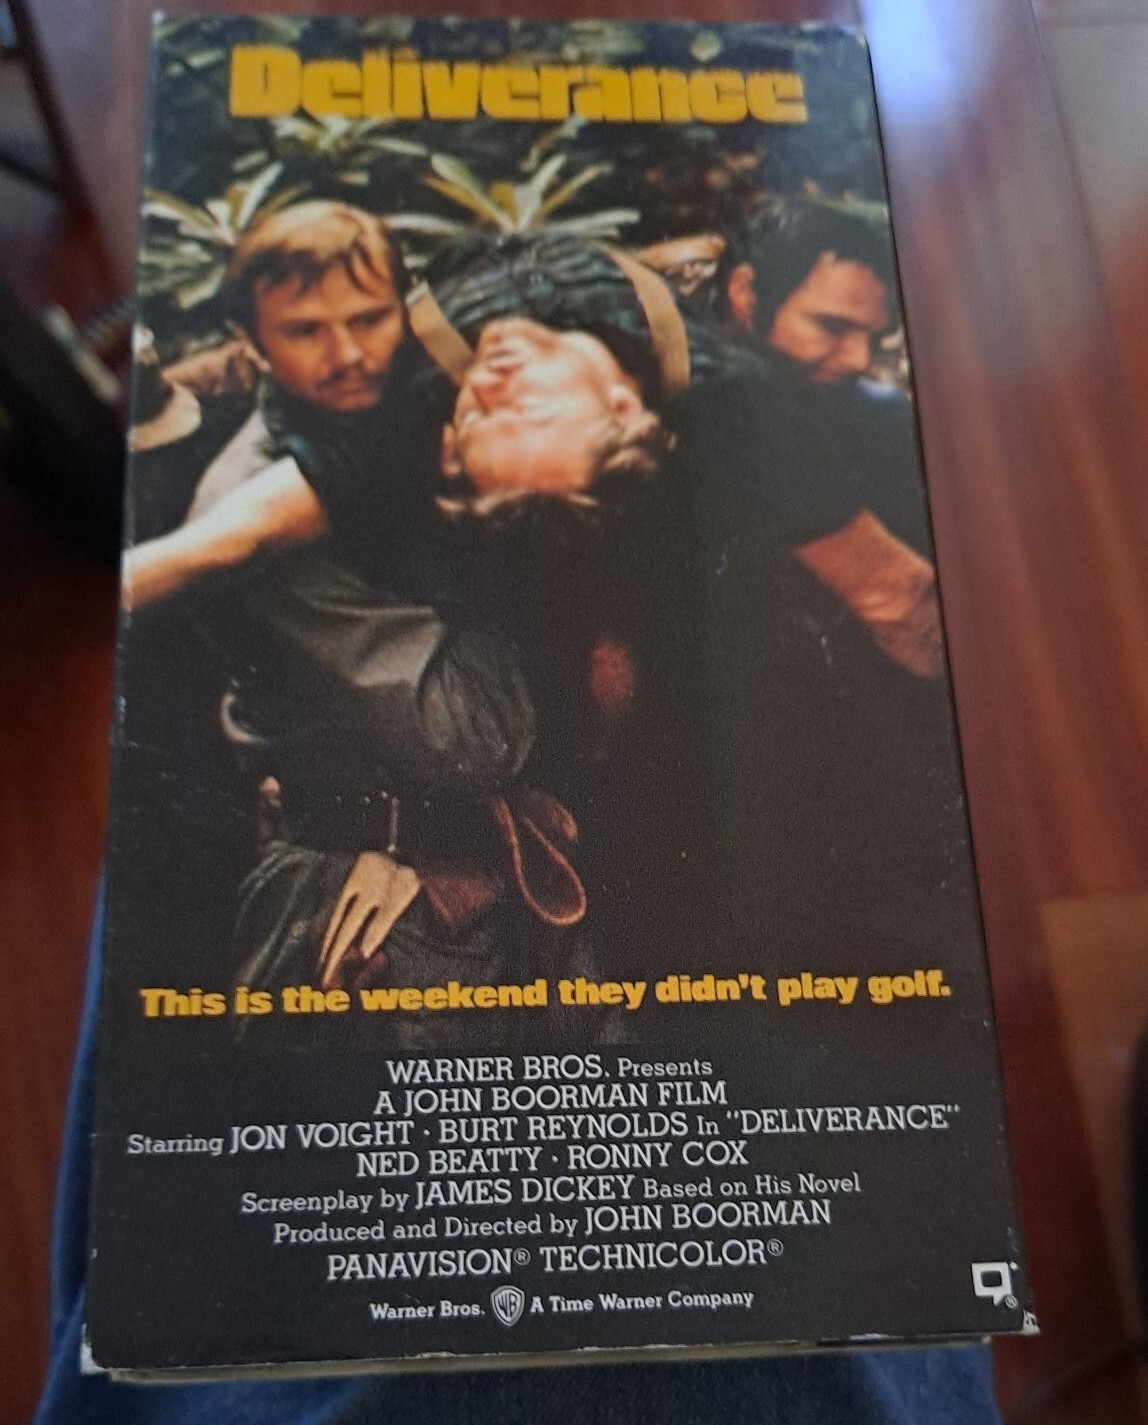 Deliverance
This is the weekend they didn't play golf.
WARNER BROS. Presents
A JOHN BOORMAN FILM
Starring JON VOIGHT · BURT REYNOLDS In "DELIVERANCE"
NED BEATTY · RONNY COX
Screenplay by JAMES DICKEY Based on His Novel
Produced and Directed by JOHN BOORMAN
PANAVISION® TECHNICOLOR®
Warner Bros. WB A Time Warner Company
®